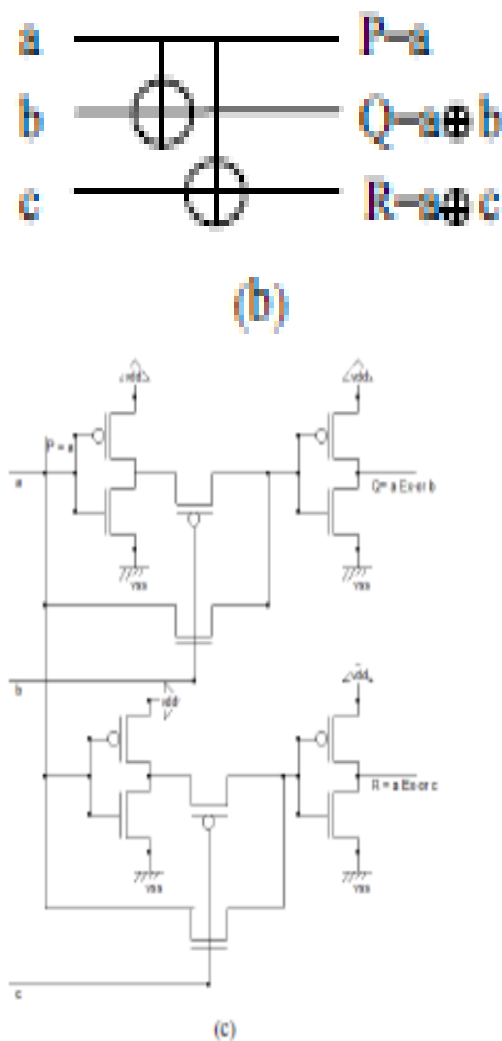 a P=a
b Q=a⊕b
c R=a⊕c
(b)
vdd vdd
P = a
a
Q= a Exor b
vss vss
b
vdd vdd
R = a Exor c
vss vss
c
(c)